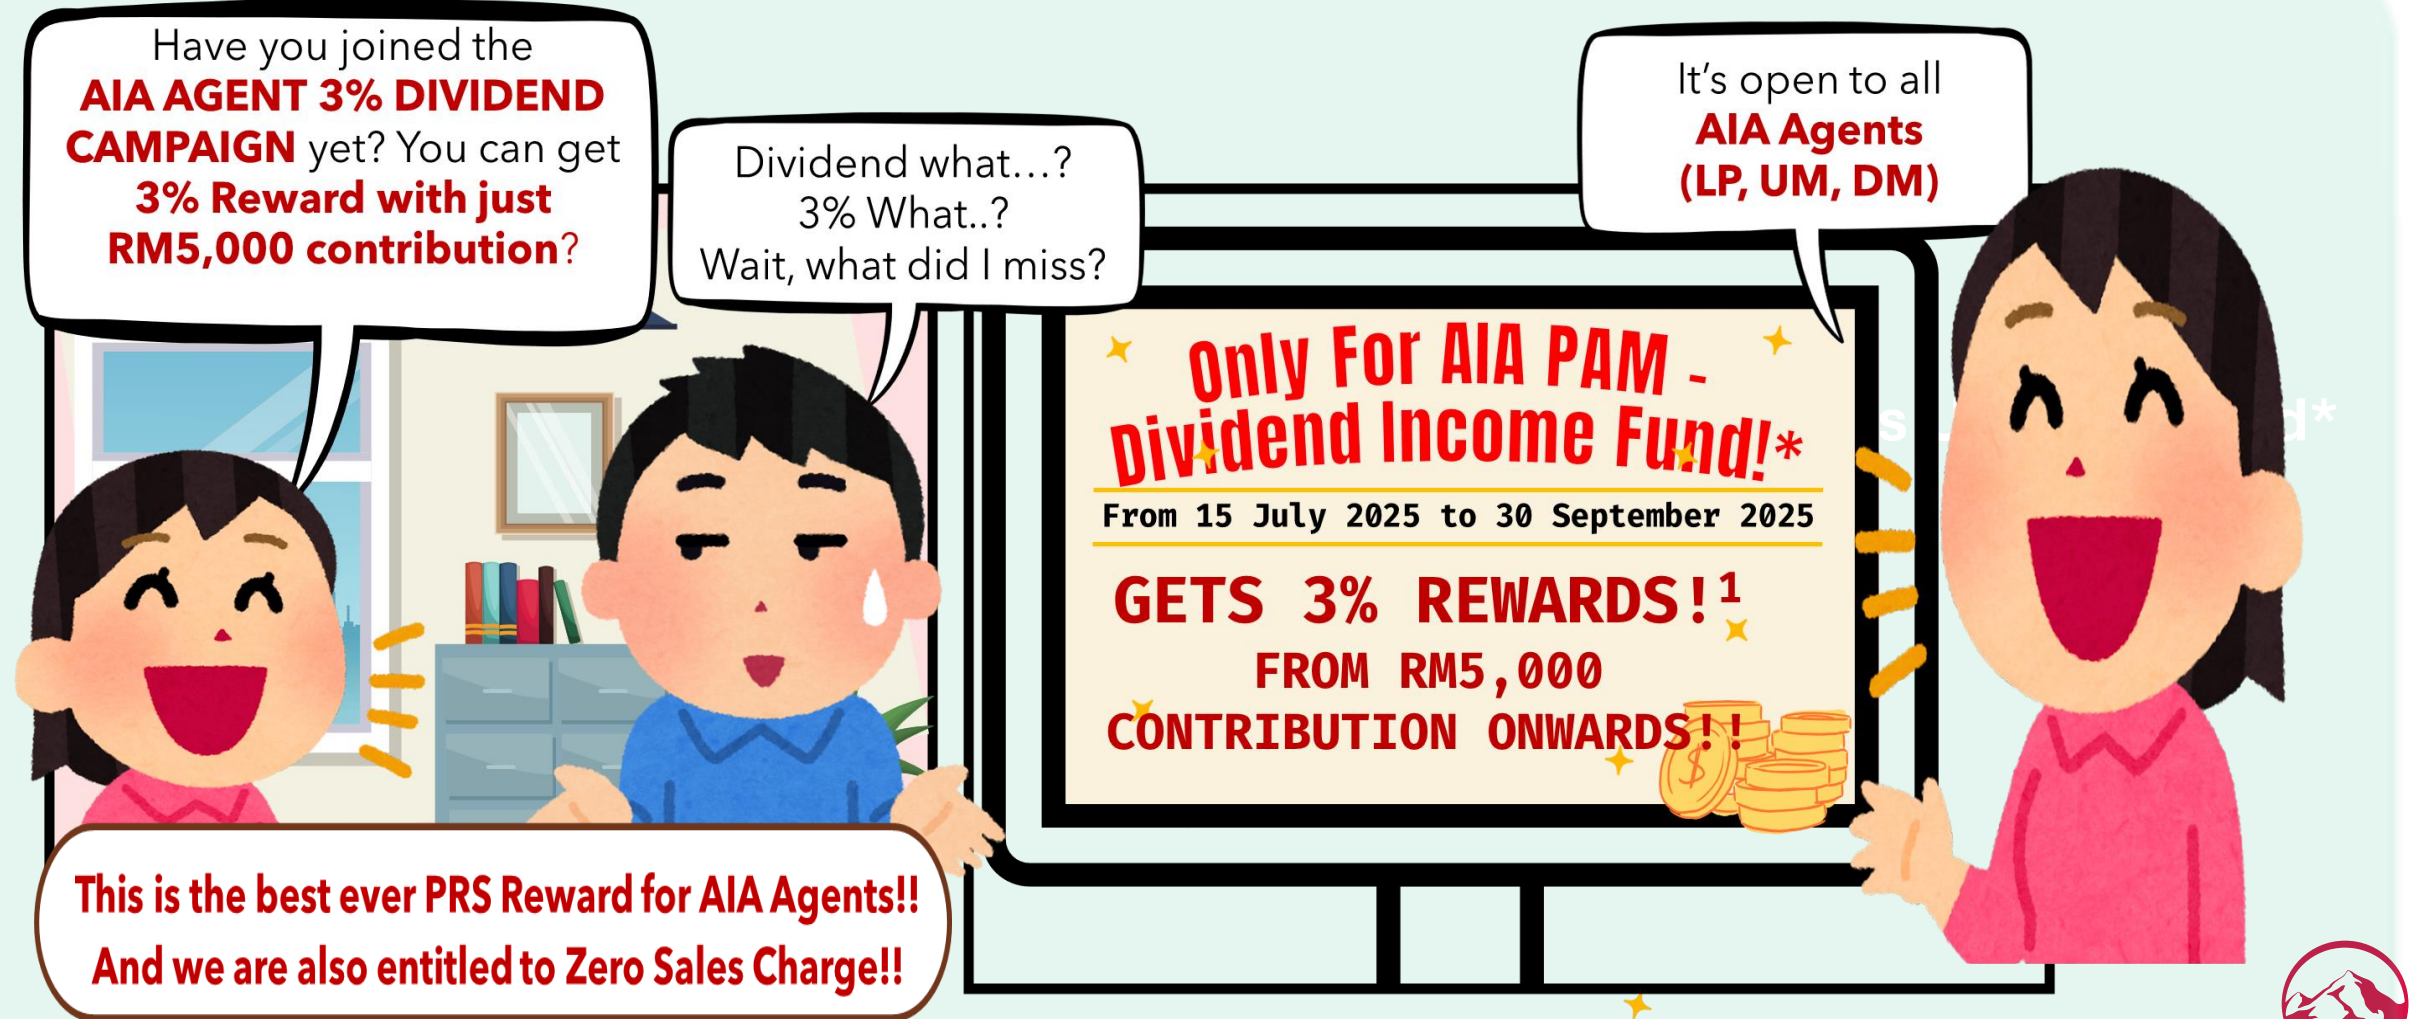 Have you joined the
AIA AGENT 3% DIVIDEND
CAMPAIGN yet? You can get
3% Reward with just
RM5,000 contribution?
Dividend what...?
3% What..?
Wait, what did I miss?
It's open to all
AIA Agents
(LP, UM, DM)
Only For AIA PAM -
Dividend Income Fund!*
From 15 July 2025 to 30 September 2025
GETS 3% REWARDS!¹
FROM RM5,000
CONTRIBUTION ONWARDS!!
This is the best ever PRS Reward for AIA Agents!!
And we are also entitled to Zero Sales Charge!!